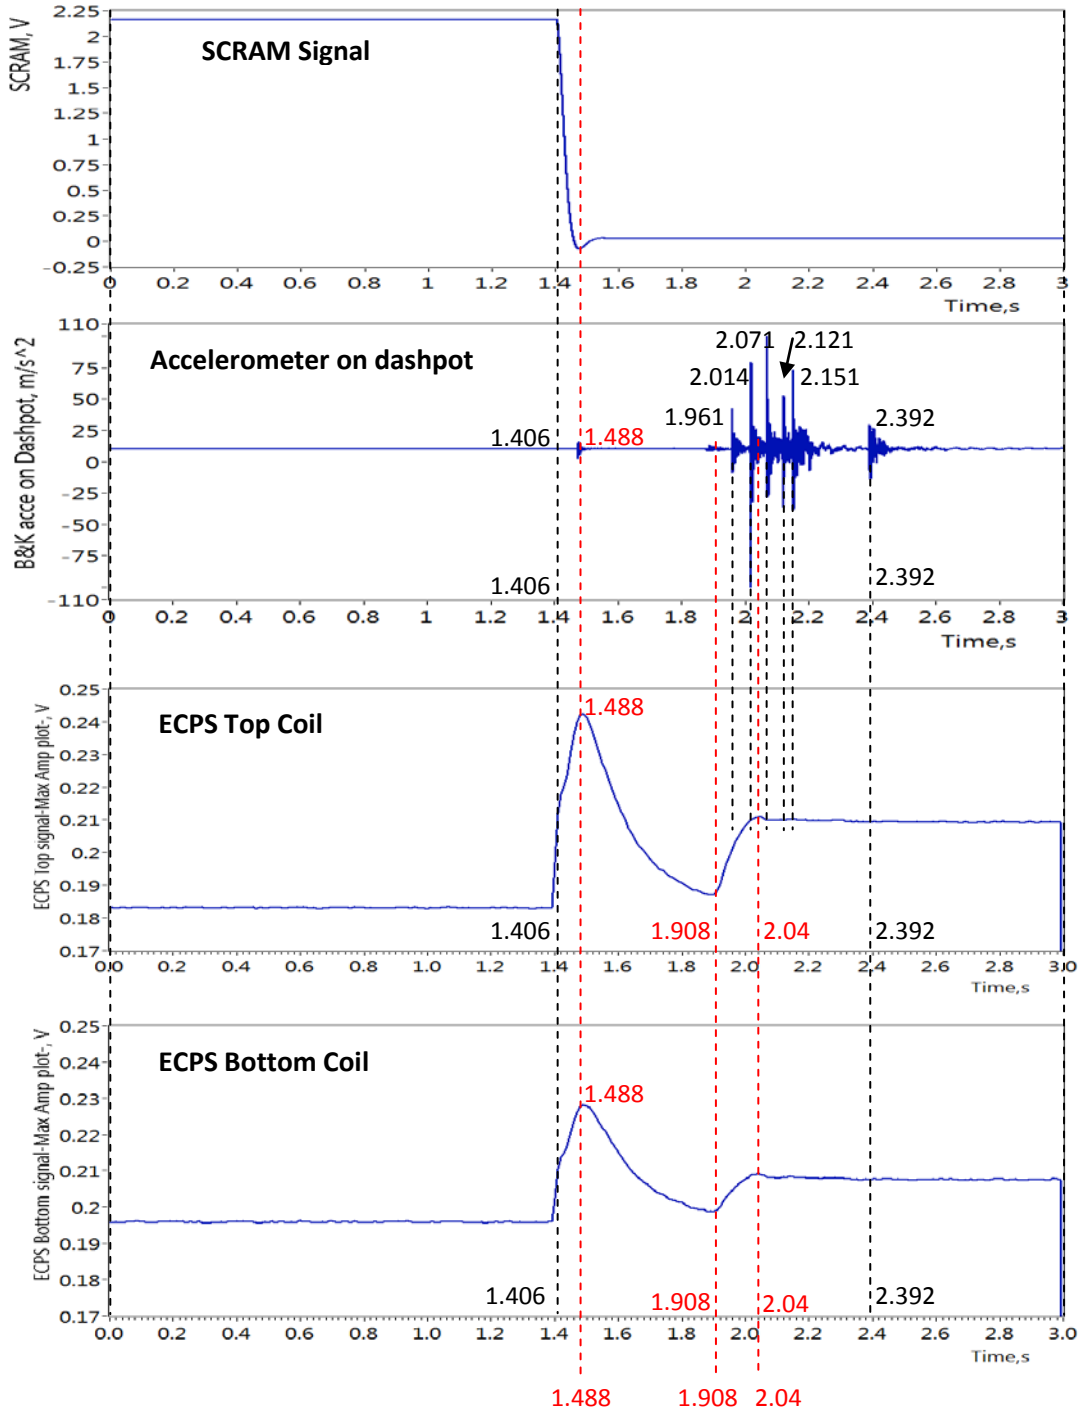 SCRAM, V
2.25
2
1.75
1.5
1.25
1
0.75
0.5
0.25
0
-0.25
SCRAM Signal
0 0.2 0.4 0.6 0.8 1 1.2 1.4 1.6 1.8 2 2.2 2.4 2.6 2.8 3
Time,s
B&K acce on Dashpot, m/s^2
110
75
50
25
0
-25
-50
-75
-110
Accelerometer on dashpot
2.071 2.121
2.014 2.151
1.961 2.392
1.406 1.488
1.406 2.392
0 0.2 0.4 0.6 0.8 1 1.2 1.4 1.6 1.8 2 2.2 2.4 2.6 2.8 3
Time,s
ECPS Top signal-Max Amp plot-, V
0.25
0.24
0.23
0.22
0.21
0.2
0.19
0.18
0.17
ECPS Top Coil
1.488
1.406 1.908 2.04 2.392
0.0 0.2 0.4 0.6 0.8 1.0 1.2 1.4 1.6 1.8 2.0 2.2 2.4 2.6 2.8 3.0
Time,s
ECPS Bottom signal-Max Amp plot-, V
0.25
0.24
0.23
0.22
0.21
0.2
0.19
0.18
0.17
ECPS Bottom Coil
1.488
1.406 1.908 2.04 2.392
0.0 0.2 0.4 0.6 0.8 1.0 1.2 1.4 1.6 1.8 2.0 2.2 2.4 2.6 2.8 3.0
Time,s
1.488 1.908 2.04